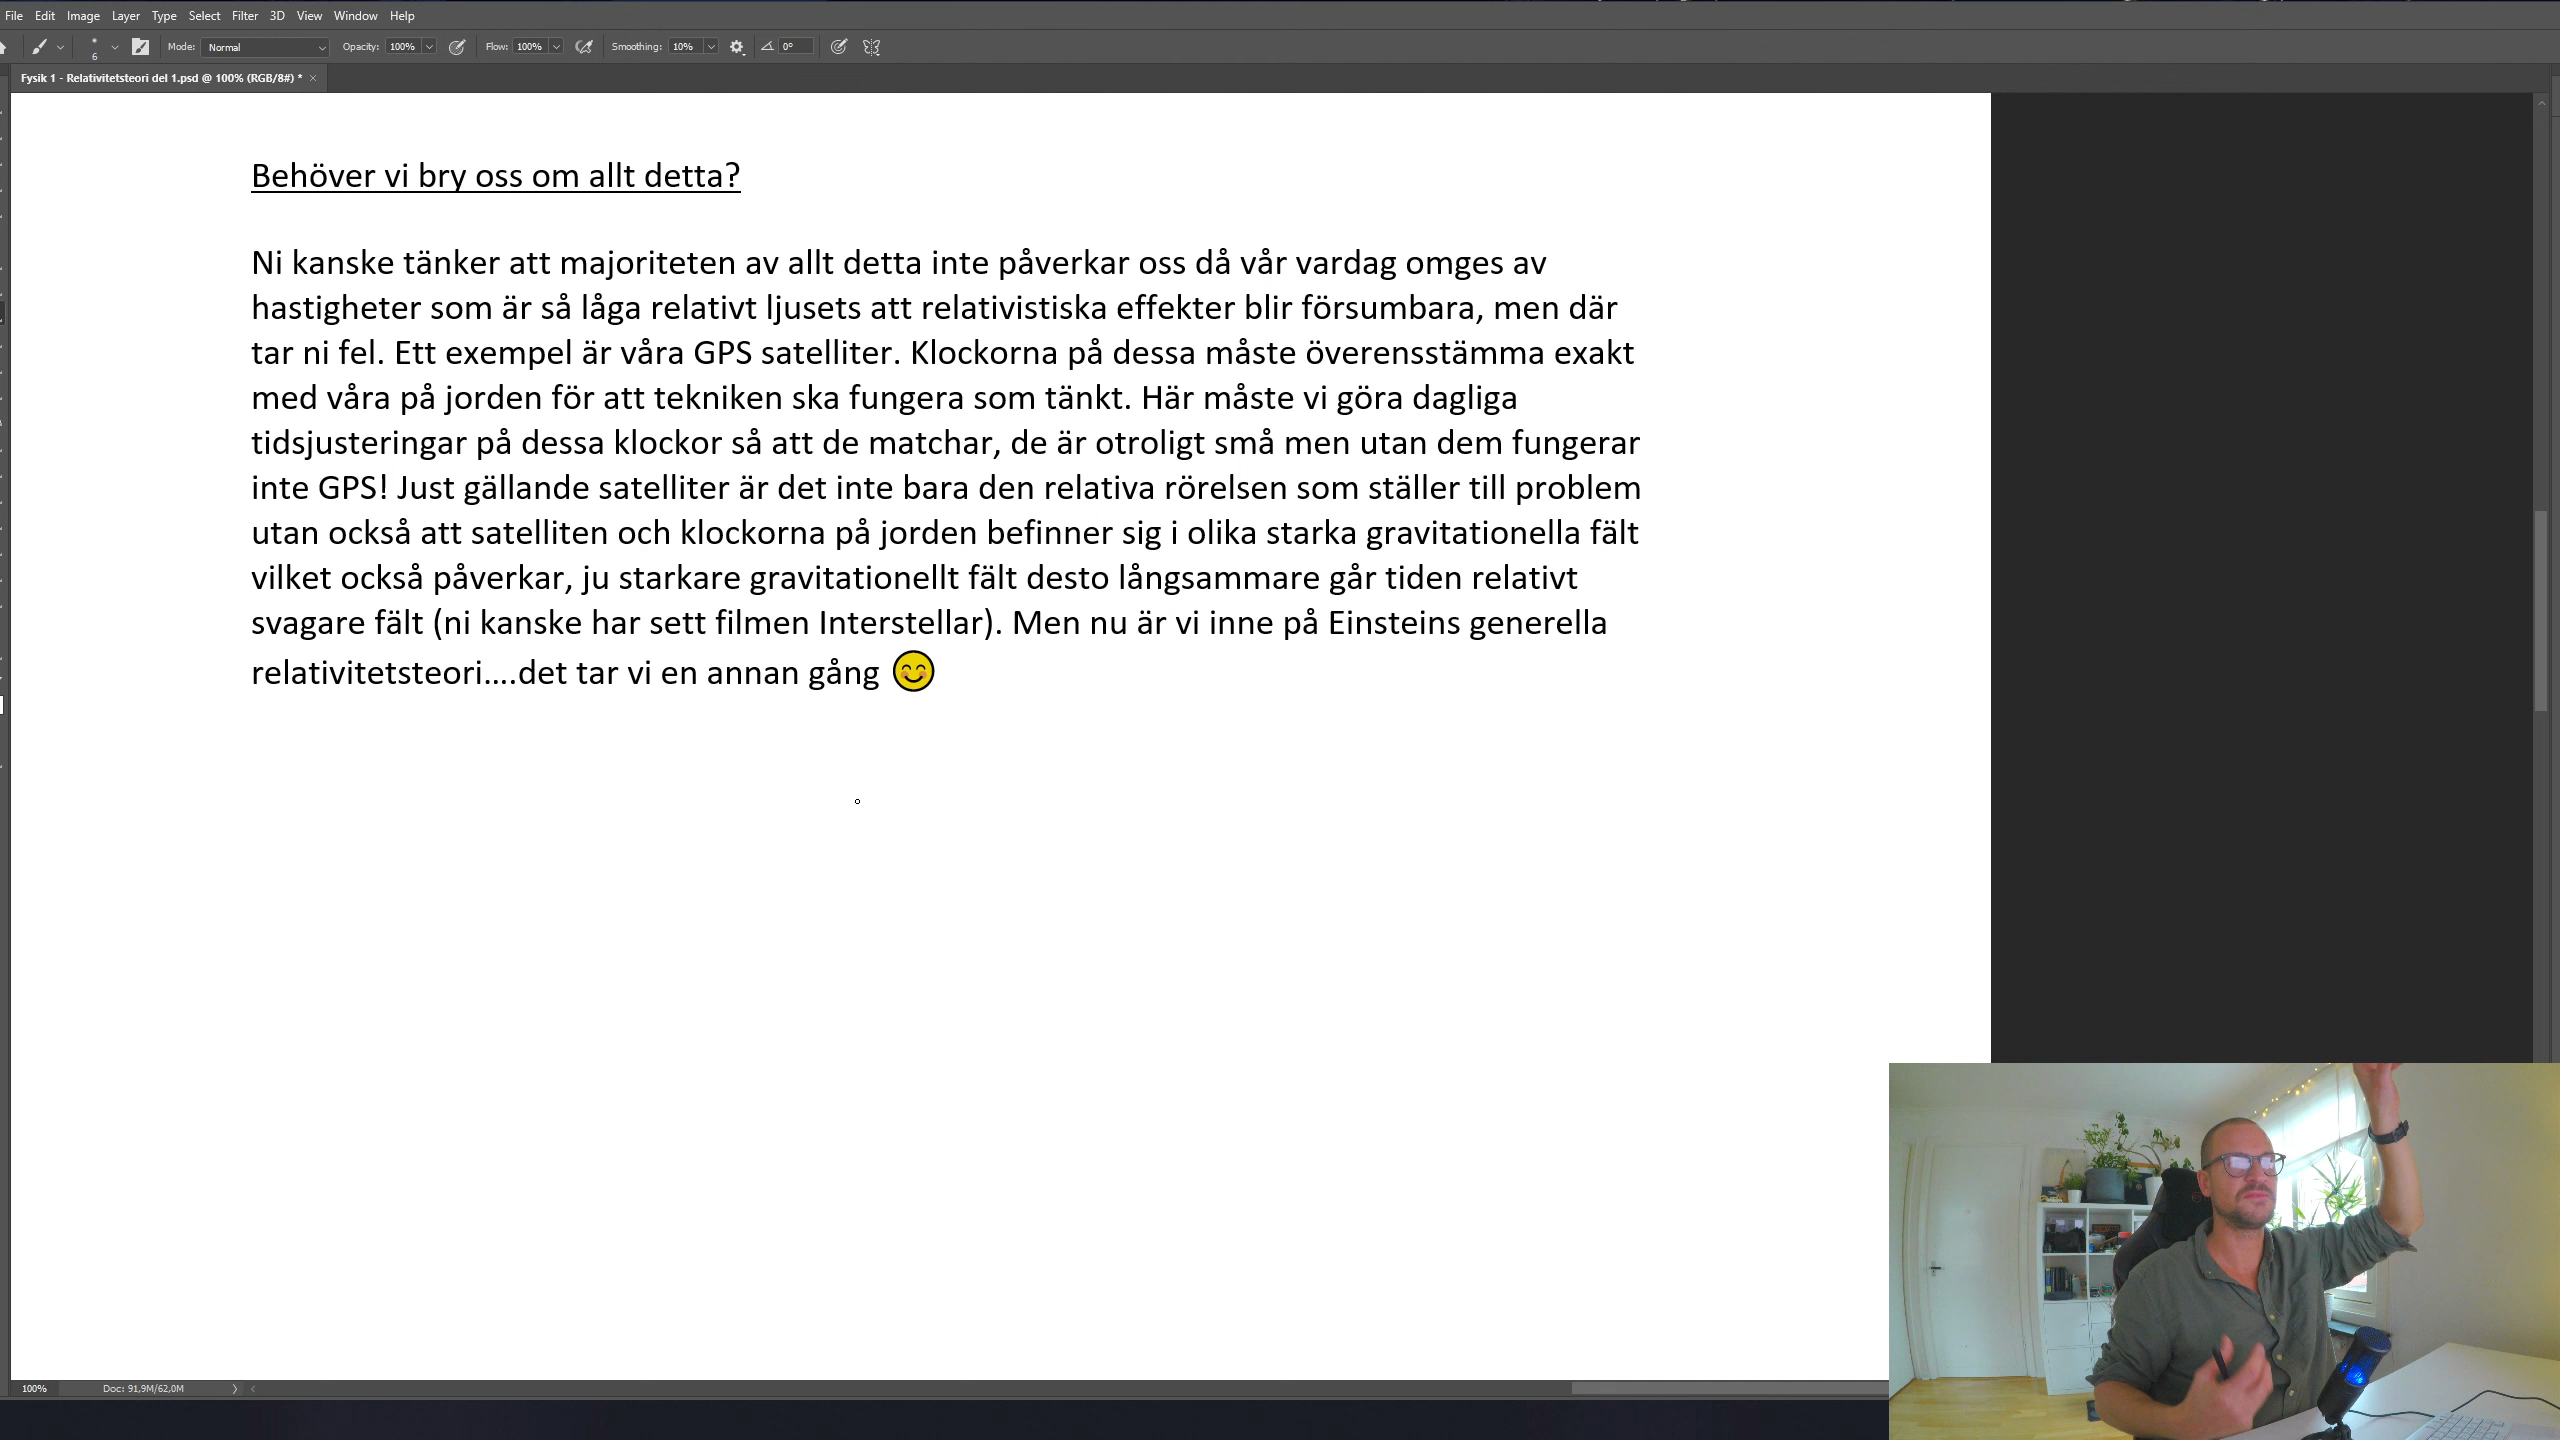 File Edit Image Layer Type Select Filter 3D View Window Help
6 Mode: Normal Opacity: 100% Flow: 100% Smoothing: 10% 0°
Fysik 1 - Relativitetsteori del 1.psd @ 100% (RGB/8#) * ×
Behöver vi bry oss om allt detta?
Ni kanske tänker att majoriteten av allt detta inte påverkar oss då vår vardag omges av
hastigheter som är så låga relativt ljusets att relativistiska effekter blir försumbara, men där
tar ni fel. Ett exempel är våra GPS satelliter. Klockorna på dessa måste överensstämma exakt
med våra på jorden för att tekniken ska fungera som tänkt. Här måste vi göra dagliga
tidsjusteringar på dessa klockor så att de matchar, de är otroligt små men utan dem fungerar
inte GPS! Just gällande satelliter är det inte bara den relativa rörelsen som ställer till problem
utan också att satelliten och klockorna på jorden befinner sig i olika starka gravitationella fält
vilket också påverkar, ju starkare gravitationellt fält desto långsammare går tiden relativt
svagare fält (ni kanske har sett filmen Interstellar). Men nu är vi inne på Einsteins generella
relativitetsteori....det tar vi en annan gång 😊
100% Doc: 91,9M/62,0M